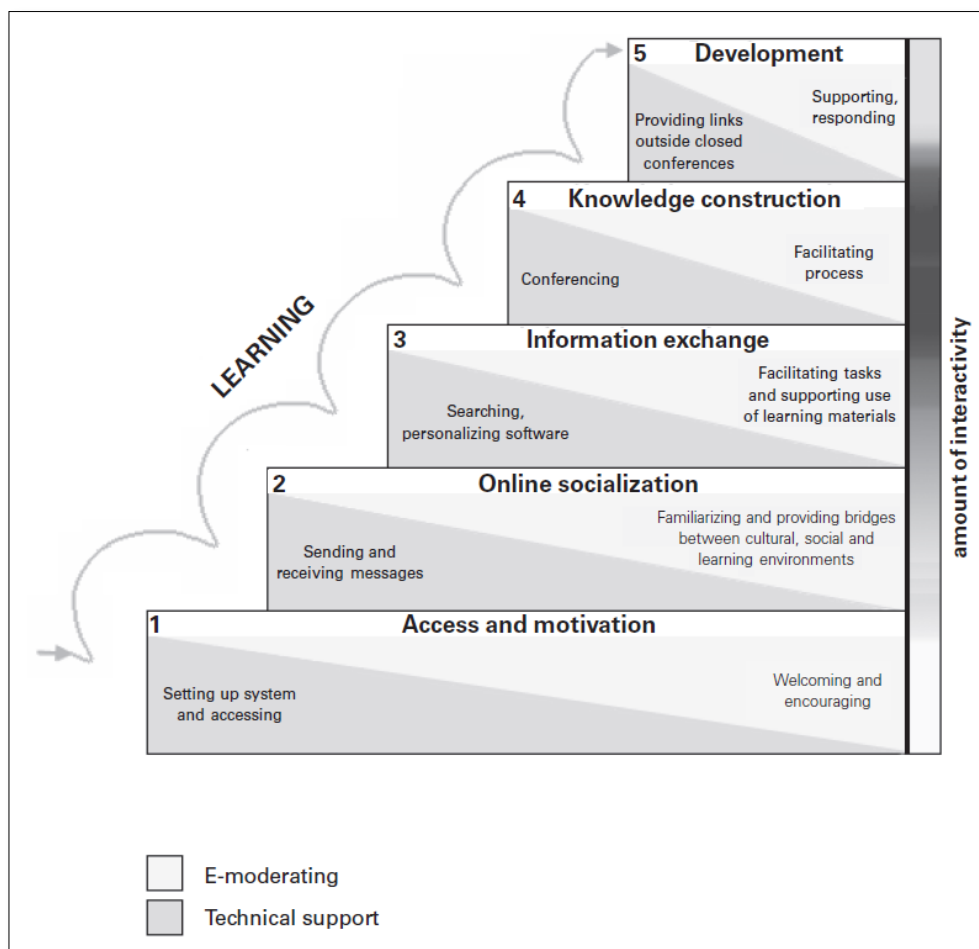 5 Development
Supporting,
responding
Providing links
outside closed
conferences
4 Knowledge construction
Facilitating
process
Conferencing
LEARNING
3 Information exchange
Facilitating tasks
and supporting use
of learning materials
Searching,
personalizing software
2 Online socialization
Familiarizing and providing bridges
between cultural, social and
learning environments
Sending and
receiving messages
1 Access and motivation
Setting up system
and accessing
Welcoming and
encouraging
amount of interactivity
E-moderating
Technical support